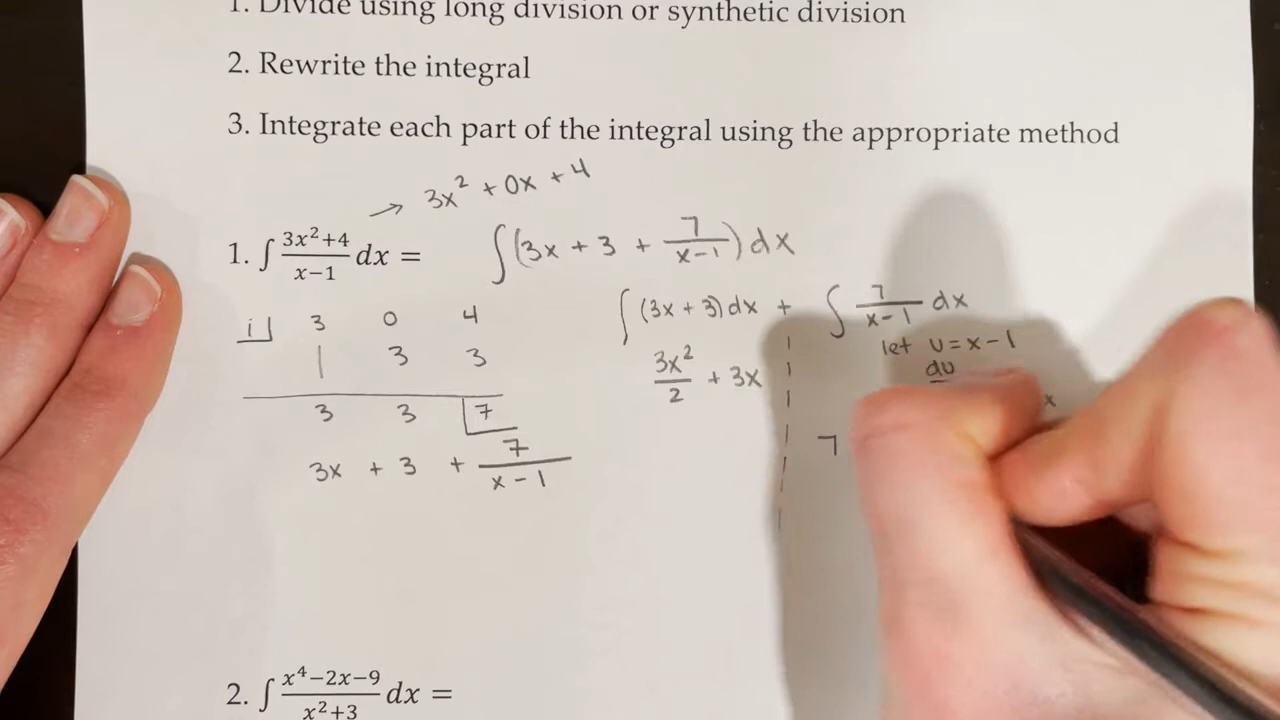 1. Divide using long division or synthetic division
2. Rewrite the integral
3. Integrate each part of the integral using the appropriate method
→ 3x² + 0x + 4
1. ∫ (3x²+4)/(x−1) dx = ∫(3x + 3 + 7/(x−1)) dx
1 3 0 4
↓ 3 3
3 3 7
3x + 3 + 7/(x−1)
∫(3x + 3)dx + ∫ 7/(x−1) dx
let u = x − 1
du
3x²/2 + 3x
x
7
2. ∫ (x⁴−2x−9)/(x²+3) dx =